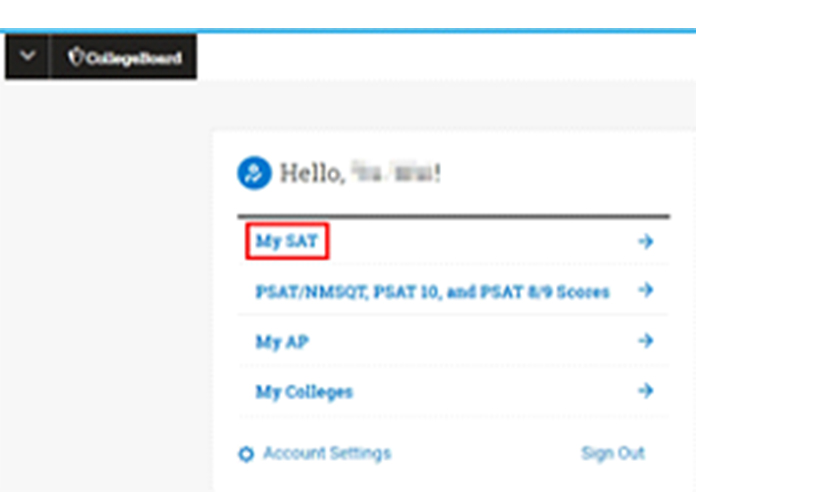 CollegeBoard
Hello, !
My SAT
PSAT/NMSQT, PSAT 10, and PSAT 8/9 Scores
My AP
My Colleges
Account Settings
Sign Out